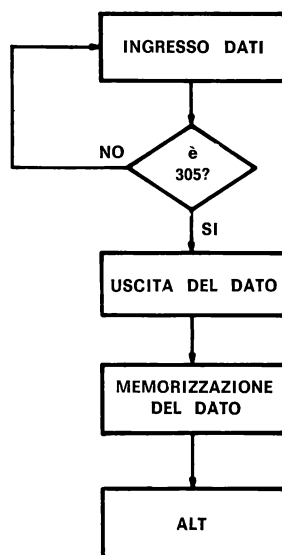 INGRESSO DATI
NO
è
305?
SI
USCITA DEL DATO
MEMORIZZAZIONE
DEL DATO
ALT